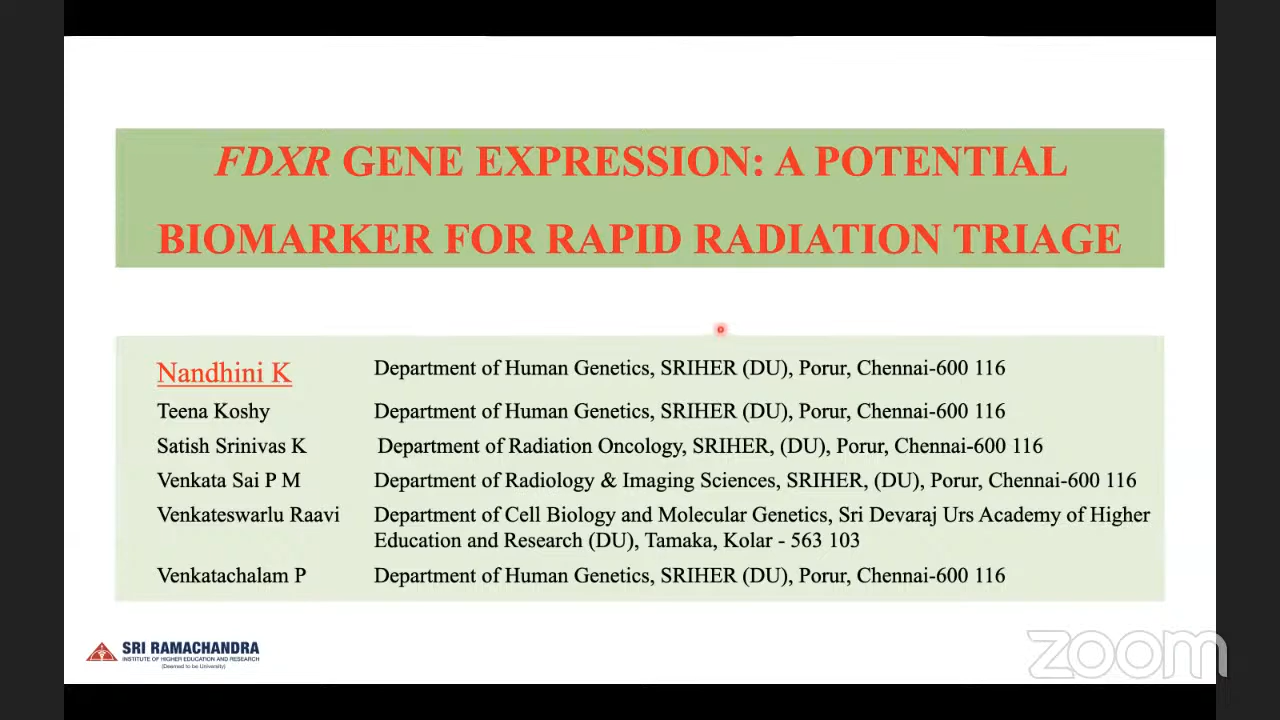 FDXR GENE EXPRESSION: A POTENTIAL
BIOMARKER FOR RAPID RADIATION TRIAGE
Nandhini K Department of Human Genetics, SRIHER (DU), Porur, Chennai-600 116
Teena Koshy Department of Human Genetics, SRIHER (DU), Porur, Chennai-600 116
Satish Srinivas K Department of Radiation Oncology, SRIHER, (DU), Porur, Chennai-600 116
Venkata Sai P M Department of Radiology & Imaging Sciences, SRIHER, (DU), Porur, Chennai-600 116
Venkateswarlu Raavi Department of Cell Biology and Molecular Genetics, Sri Devaraj Urs Academy of Higher
Education and Research (DU), Tamaka, Kolar - 563 103
Venkatachalam P Department of Human Genetics, SRIHER (DU), Porur, Chennai-600 116
SRI RAMACHANDRA
INSTITUTE OF HIGHER EDUCATION AND RESEARCH
(Deemed to be University)
zoom